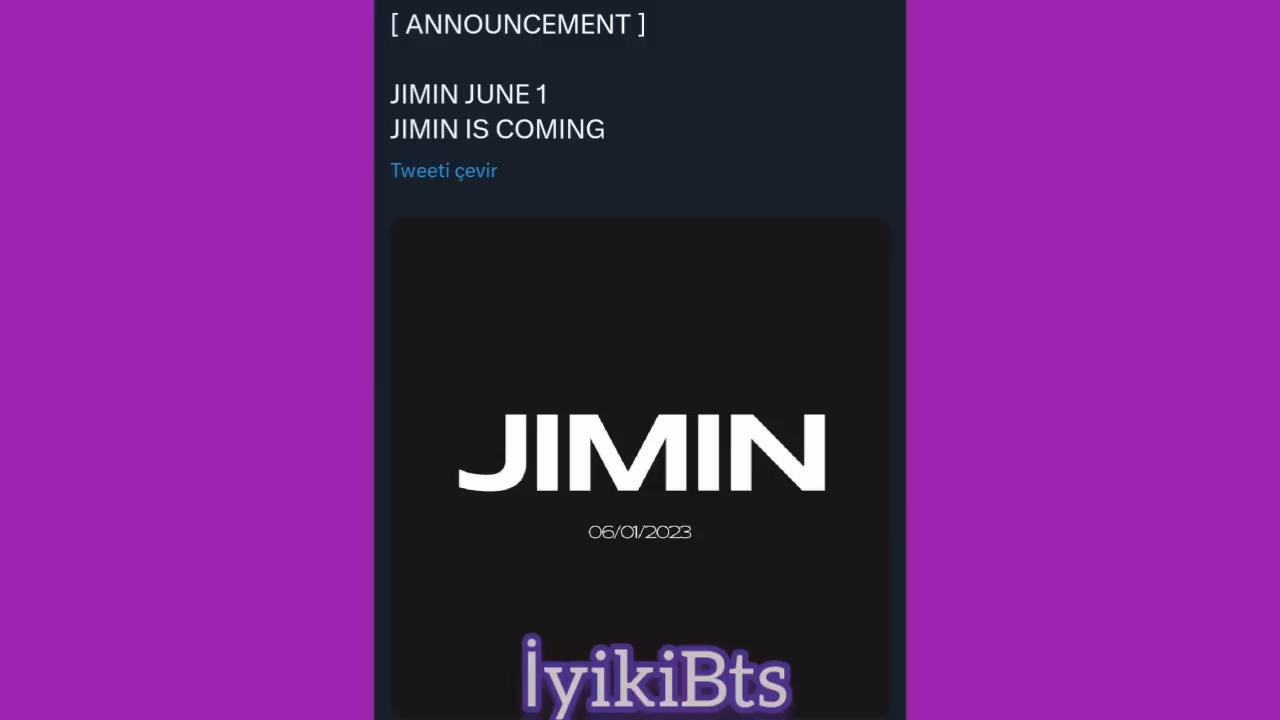 [ ANNOUNCEMENT ]
JIMIN JUNE 1
JIMIN IS COMING
Tweeti çevir
JIMIN
06/01/2023
İyikiBts